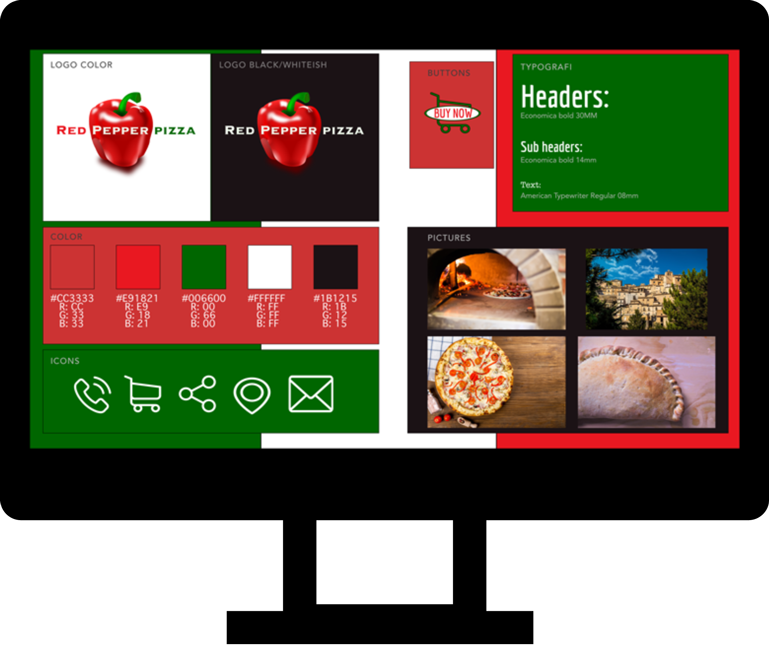 LOGO COLOR
RED PEPPER PIZZA
LOGO BLACK/WHITEISH
RED PEPPER PIZZA
BUTTONS
BUY NOW
TYPOGRAFI
Headers:
Economica bold 30MM
Sub headers:
Economica bold 14mm
Text:
American Typewriter Regular 08mm
COLOR
#CC3333
R: CC
G: 33
B: 33
#E91821
R: E9
G: 18
B: 21
#006600
R: 00
G: 66
B: 00
#FFFFFF
R: FF
G: FF
B: FF
#1B1215
R: 1B
G: 12
B: 15
ICONS
PICTURES